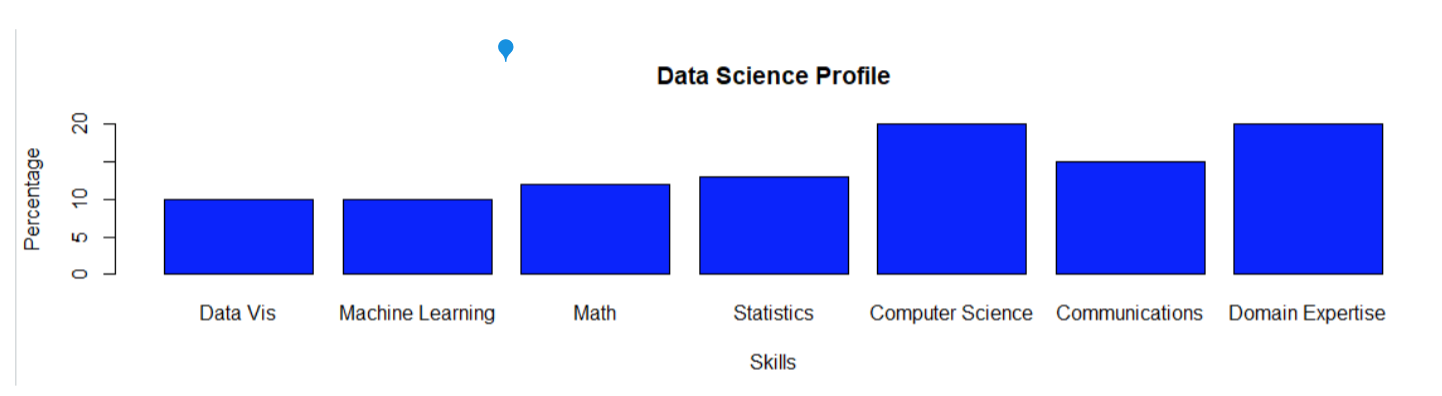 Data Science Profile
Percentage
20
10
5
0
Data Vis
Machine Learning
Math
Statistics
Computer Science
Communications
Domain Expertise
Skills